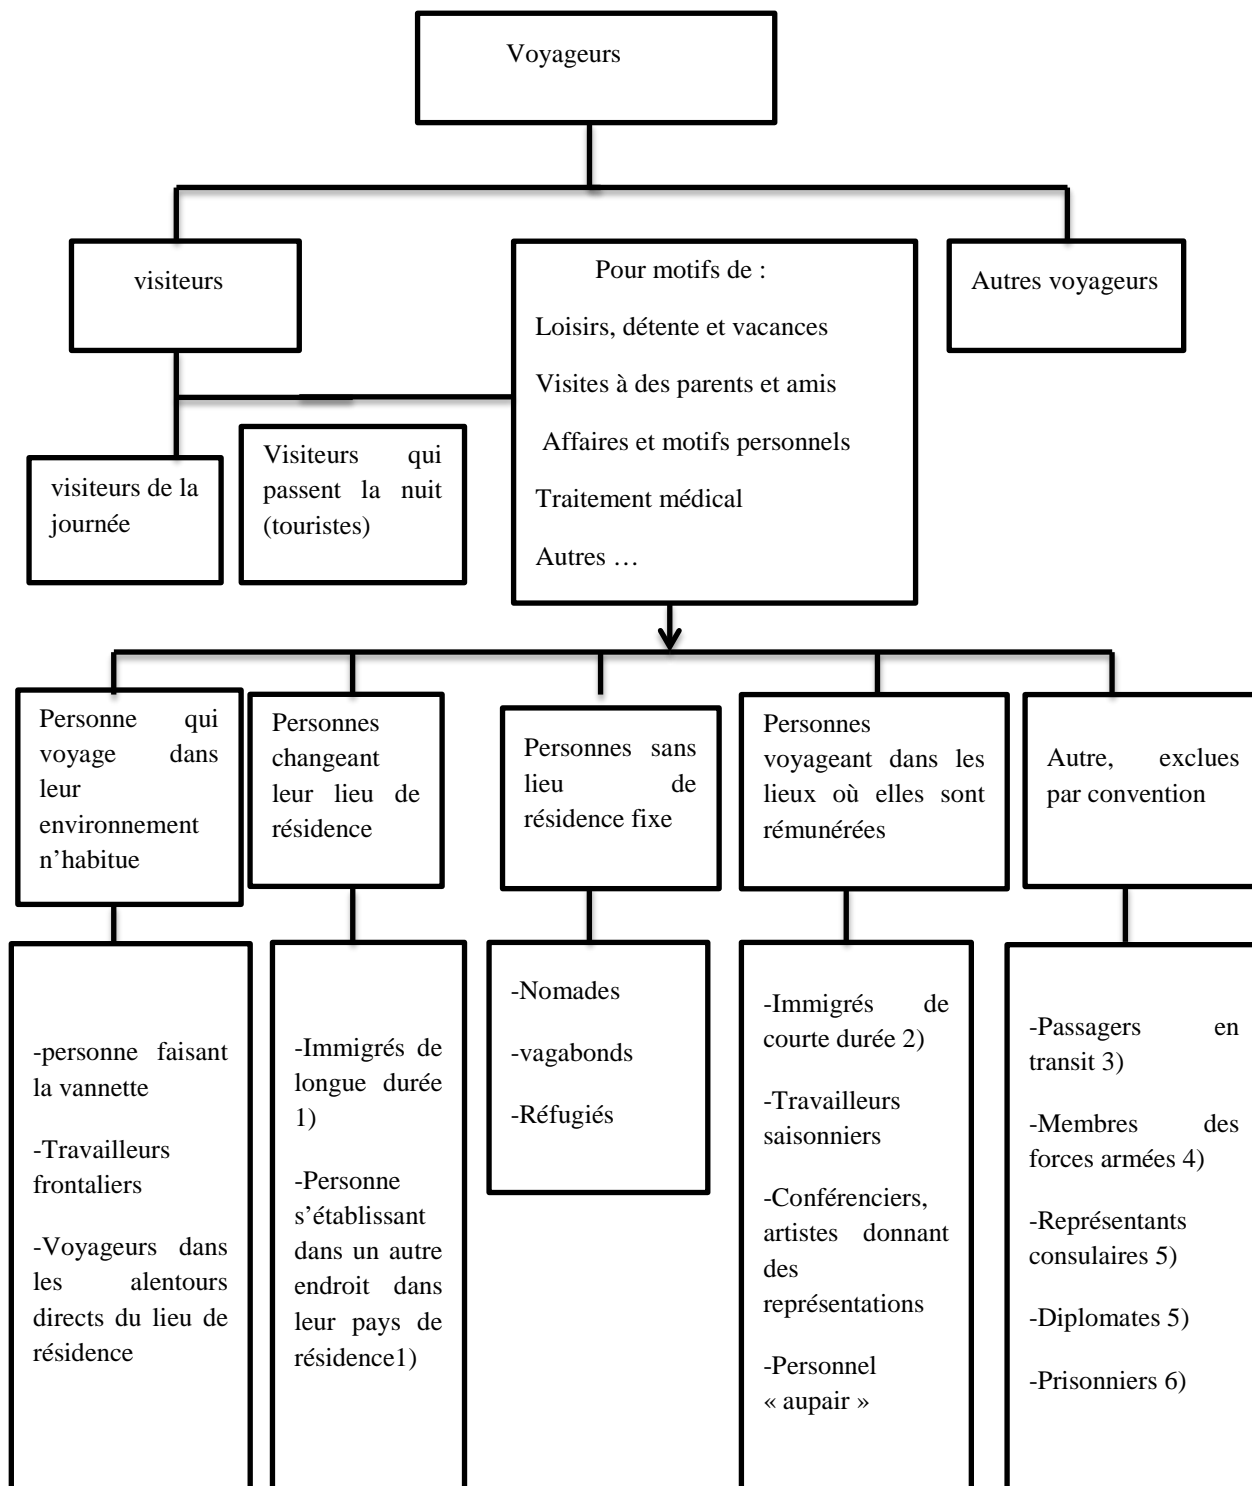 Voyageurs
visiteurs
Pour motifs de :
Loisirs, détente et vacances
Visites à des parents et amis
Affaires et motifs personnels
Traitement médical
Autres …
Autres voyageurs
visiteurs de la
journée
Visiteurs qui
passent la nuit
(touristes)
Personne qui
voyage dans
leur
environnement
n’habitue
Personnes
changeant
leur lieu de
résidence
Personnes sans
lieu de
résidence fixe
Personnes
voyageant dans les
lieux où elles sont
rémunérées
Autre, exclues
par convention
-personne faisant
la vannette
-Travailleurs
frontaliers
-Voyageurs dans
les alentours
directs du lieu de
résidence
-Immigrés de
longue durée
1)
-Personne
s’établissant
dans un autre
endroit dans
leur pays de
résidence1)
-Nomades
-vagabonds
-Réfugiés
-Immigrés de
courte durée 2)
-Travailleurs
saisonniers
-Conférenciers,
artistes donnant
des
représentations
-Personnel
« aupair »
-Passagers en
transit 3)
-Membres des
forces armées 4)
-Représentants
consulaires 5)
-Diplomates 5)
-Prisonniers 6)